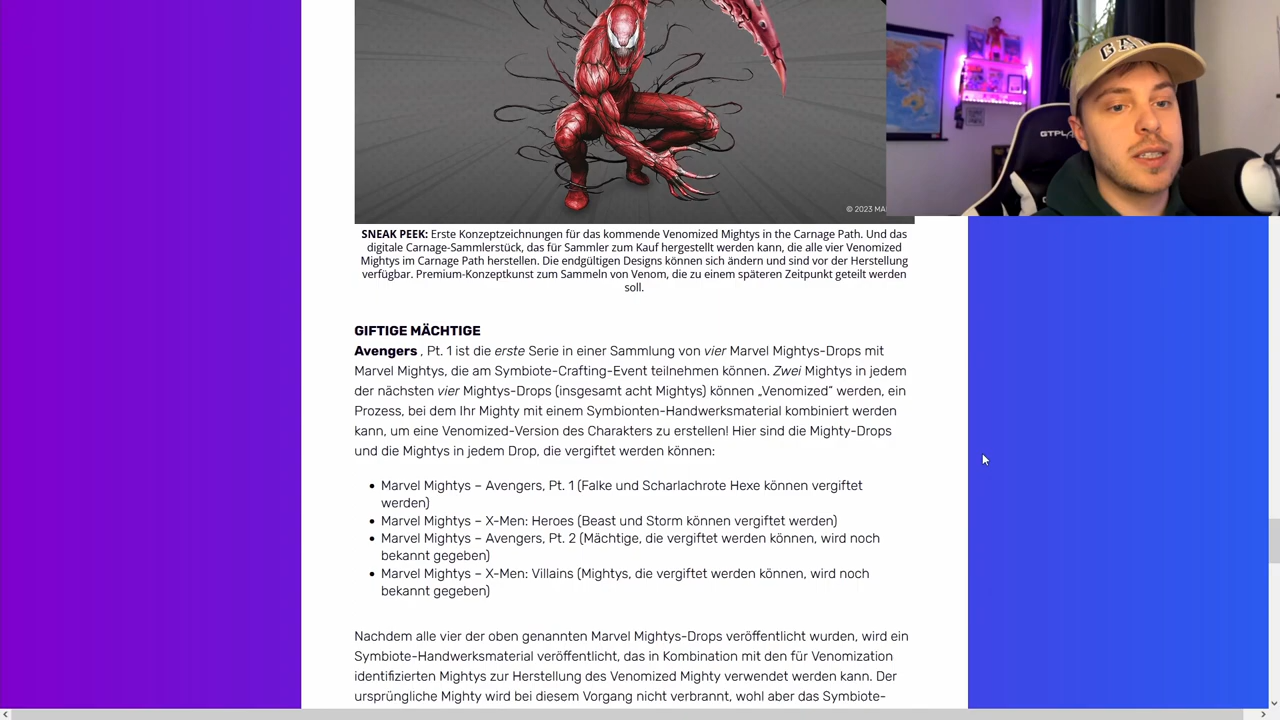 GAP
GTPLAYER
© 2023 MA
SNEAK PEEK: Erste Konzeptzeichnungen für das kommende Venomized Mightys in the Carnage Path. Und das
digitale Carnage-Sammlerstück, das für Sammler zum Kauf hergestellt werden kann, die alle vier Venomized
Mightys im Carnage Path herstellen. Die endgültigen Designs können sich ändern und sind vor der Herstellung
verfügbar. Premium-Konzeptkunst zum Sammeln von Venom, die zu einem späteren Zeitpunkt geteilt werden
soll.
GIFTIGE MÄCHTIGE
Avengers , Pt. 1 ist die erste Serie in einer Sammlung von vier Marvel Mightys-Drops mit
Marvel Mightys, die am Symbiote-Crafting-Event teilnehmen können. Zwei Mightys in jedem
der nächsten vier Mightys-Drops (insgesamt acht Mightys) können „Venomized“ werden, ein
Prozess, bei dem Ihr Mighty mit einem Symbionten-Handwerksmaterial kombiniert werden
kann, um eine Venomized-Version des Charakters zu erstellen! Hier sind die Mighty-Drops
und die Mightys in jedem Drop, die vergiftet werden können:
• Marvel Mightys – Avengers, Pt. 1 (Falke und Scharlachrote Hexe können vergiftet
werden)
• Marvel Mightys – X-Men: Heroes (Beast und Storm können vergiftet werden)
• Marvel Mightys – Avengers, Pt. 2 (Mächtige, die vergiftet werden können, wird noch
bekannt gegeben)
• Marvel Mightys – X-Men: Villains (Mightys, die vergiftet werden können, wird noch
bekannt gegeben)
Nachdem alle vier der oben genannten Marvel Mightys-Drops veröffentlicht wurden, wird ein
Symbiote-Handwerksmaterial veröffentlicht, das in Kombination mit den für Venomization
identifizierten Mightys zur Herstellung des Venomized Mighty verwendet werden kann. Der
ursprüngliche Mighty wird bei diesem Vorgang nicht verbrannt, wohl aber das Symbiote-